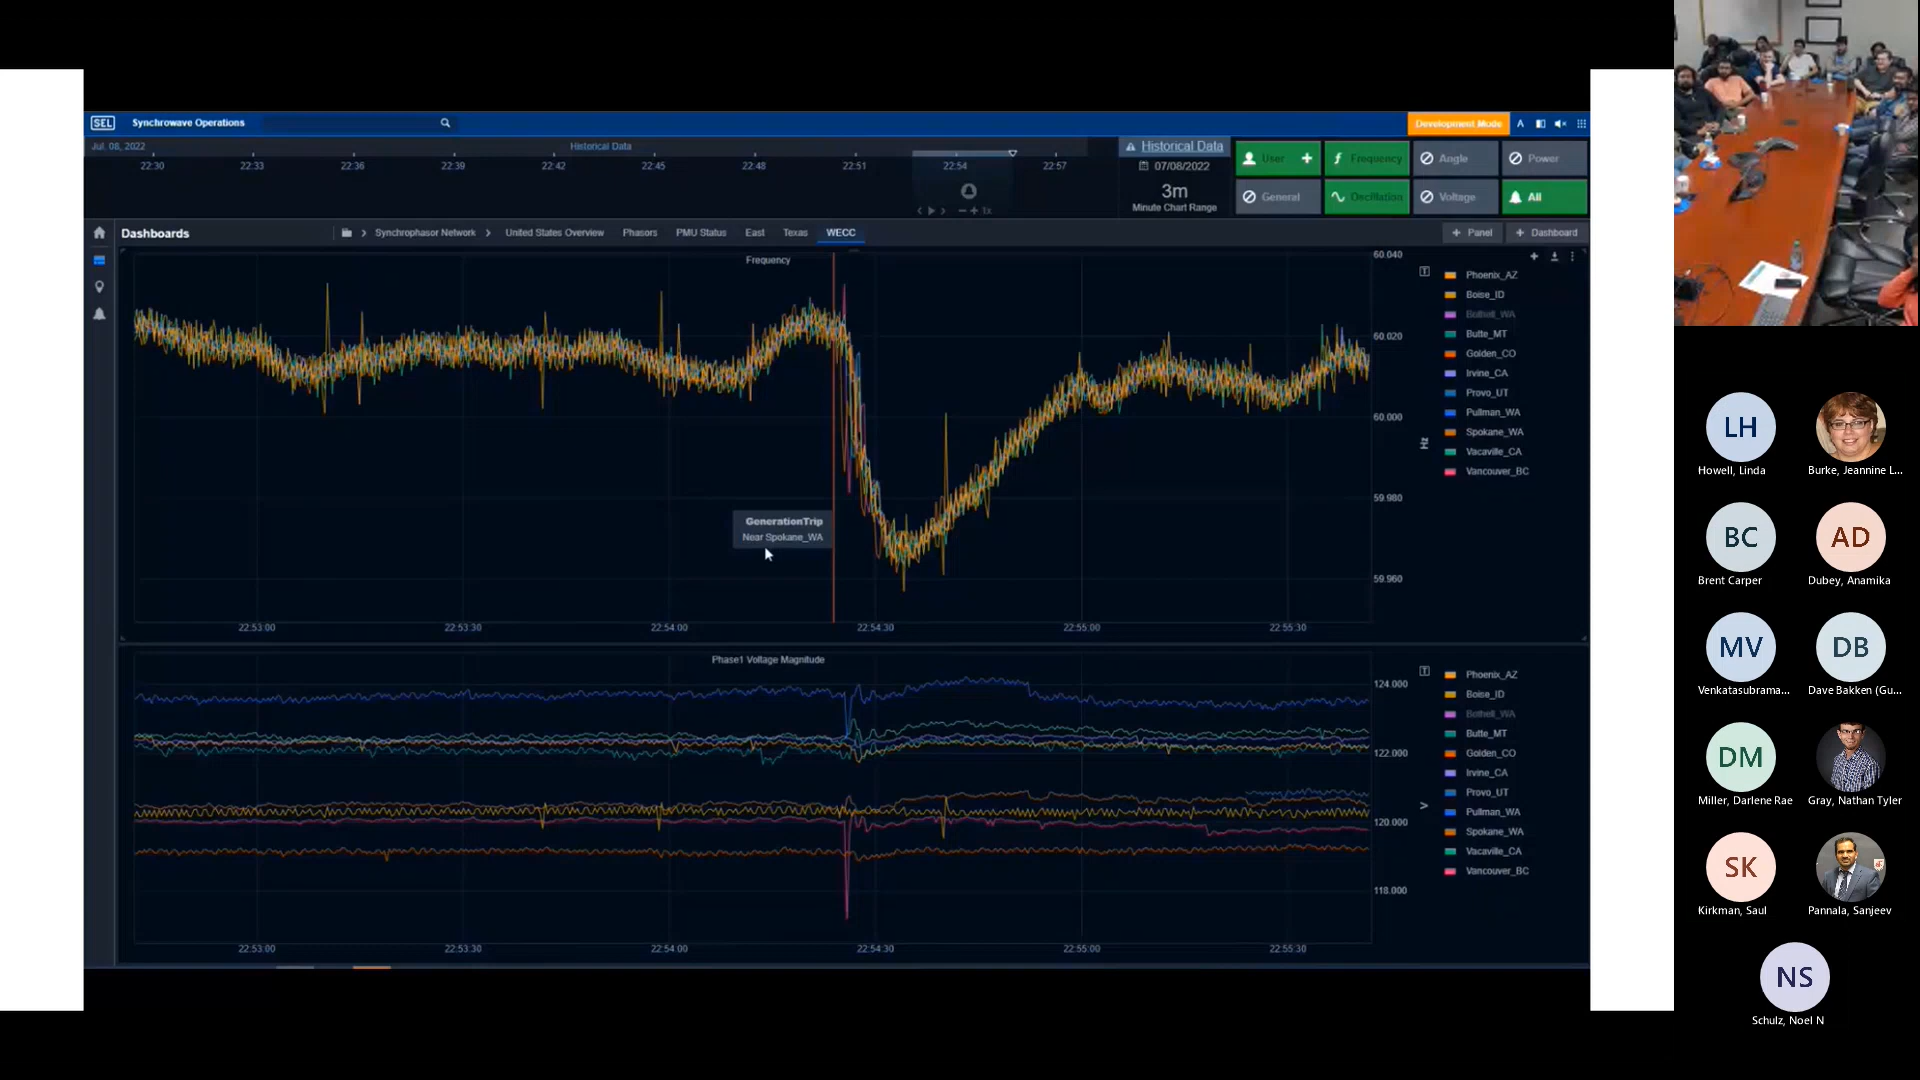 SEL Synchrowave Operations
Development Mode A
Jul. 08, 2022 Historical Data
22:30 22:33 22:36 22:39 22:42 22:45 22:48 22:51 22:54 22:57
1x
Historical Data
07/08/2022
3m
Minute Chart Range
User + Frequency Angle Power
General Oscillation Voltage All
Dashboards
Synchrophasor Network > United States Overview Phasors PMU Status East Texas WECC
+ Panel + Dashboard
Frequency
60.040
60.020
60.000
59.980
59.960
Hz
GenerationTrip
Near Spokane_WA
22:53:00 22:53:30 22:54:00 22:54:30 22:55:00 22:55:30
T
Phoenix_AZ
Boise_ID
Bothell_WA
Butte_MT
Golden_CO
Irvine_CA
Provo_UT
Pullman_WA
Spokane_WA
Vacaville_CA
Vancouver_BC
Phase1 Voltage Magnitude
124.000
122.000
120.000
118.000
V
22:53:00 22:53:30 22:54:00 22:54:30 22:55:00 22:55:30
T
Phoenix_AZ
Boise_ID
Bothell_WA
Butte_MT
Golden_CO
Irvine_CA
Provo_UT
Pullman_WA
Spokane_WA
Vacaville_CA
Vancouver_BC
LH
Howell, Linda
Burke, Jeannine L...
BC
Brent Carper
AD
Dubey, Anamika
MV
Venkatasubrama...
DB
Dave Bakken (Gu...
DM
Miller, Darlene Rae
Gray, Nathan Tyler
SK
Kirkman, Saul
Pannala, Sanjeev
NS
Schulz, Noel N